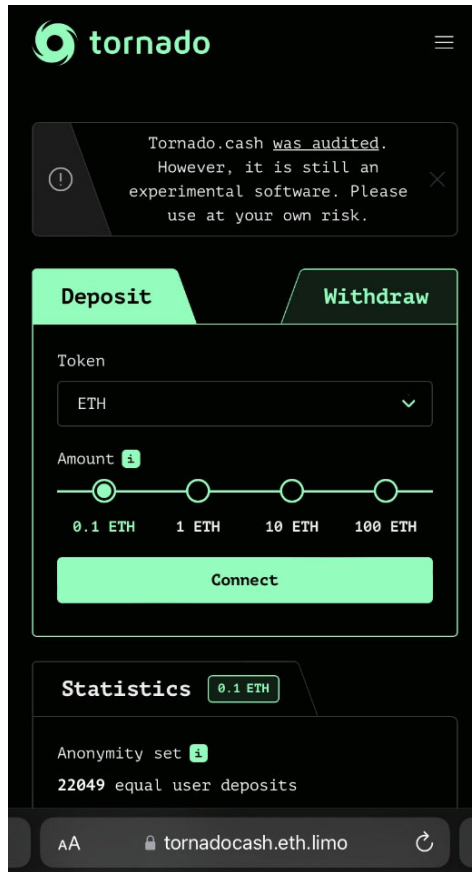 tornado
Tornado.cash was audited.
However, it is still an
experimental software. Please
use at your own risk.
Deposit
Withdraw
Token
ETH
Amount i
0.1 ETH 1 ETH 10 ETH 100 ETH
Connect
Statistics 0.1 ETH
Anonymity set i
22049 equal user deposits
AA tornadocash.eth.limo